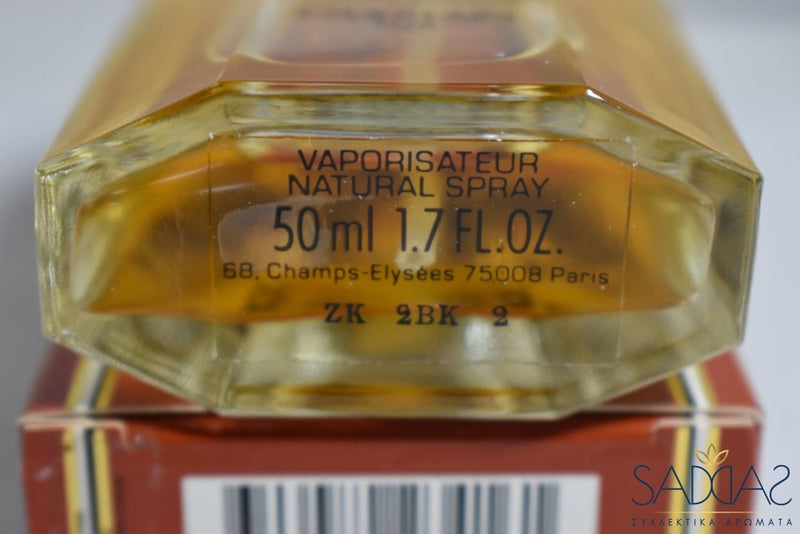 VAPORISATEUR
NATURAL SPRAY
50 ml 1.7 FL.OZ.
68, Champs-Elysées 75008 Paris
ZK 2BK 2
SADDAS
ΣΥΛΛΕΚΤΙΚΑ ΑΡΩΜΑΤΑ